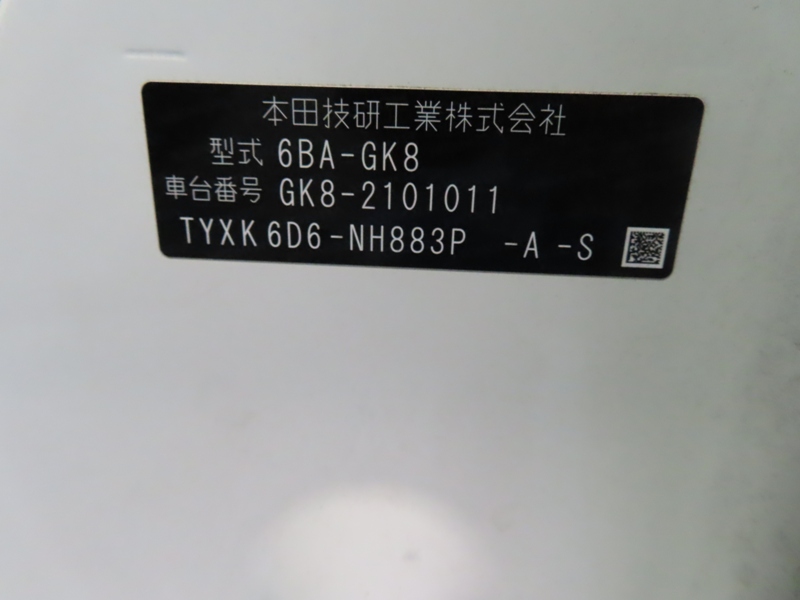 本田技研工業株式会社
型式 6BA-GK8
車台番号 GK8-2101011
TYXK6D6-NH883P -A-S